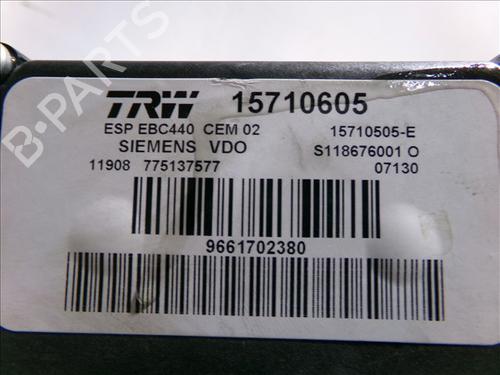 TRW 15710605
ESP EBC440 CEM 02 15710505-E
SIEMENS VDO S118676001 O
11908 775137577 07130
9661702380
B-PARTS